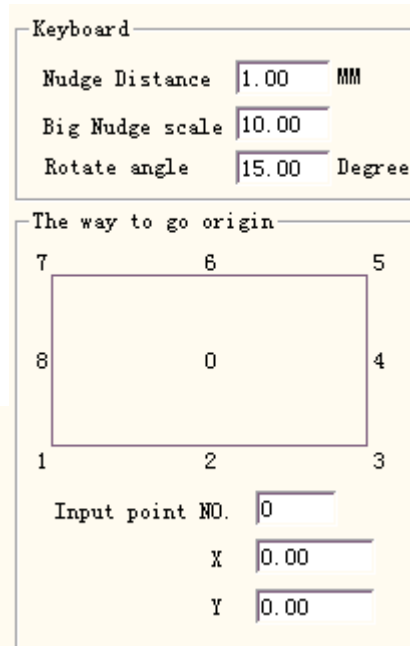 Keyboard
Nudge Distance 1.00 MM
Big Nudge scale 10.00
Rotate angle 15.00 Degree
The way to go origin
7 6 5
8 0 4
1 2 3
Input point NO. 0
X 0.00
Y 0.00